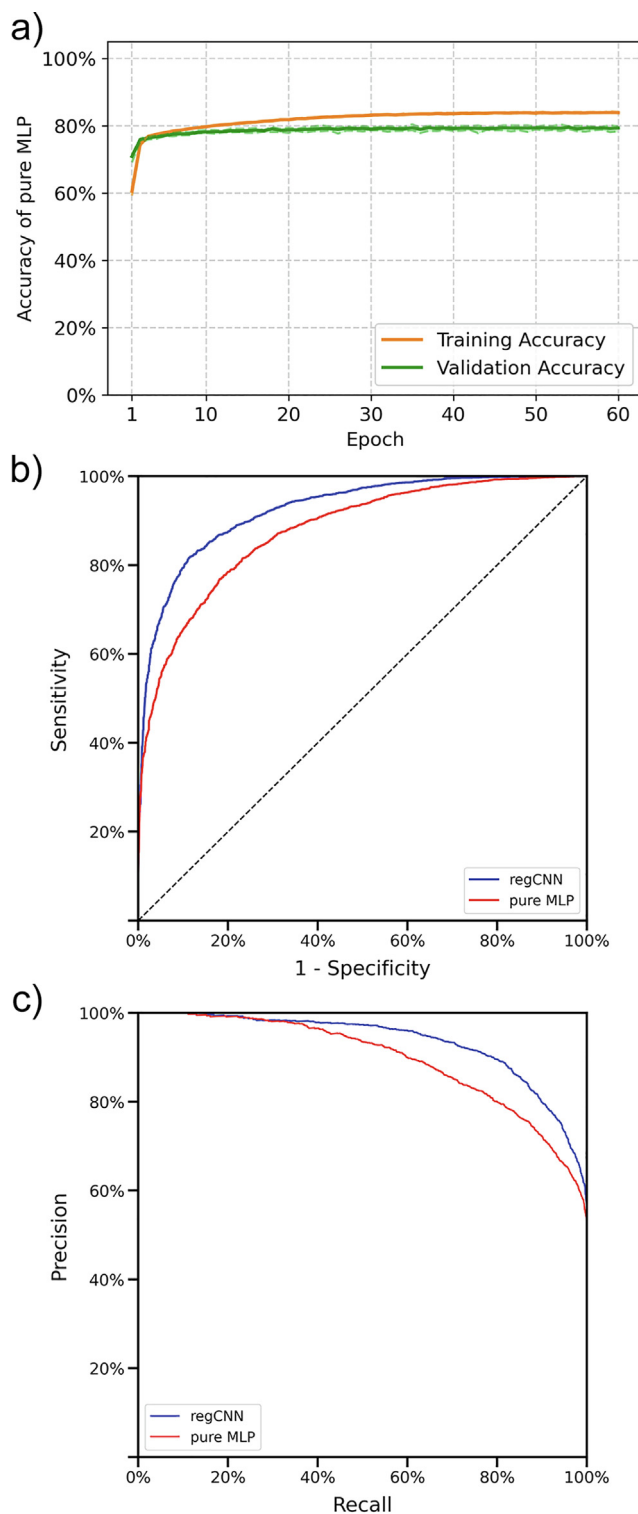 a)
Accuracy of pure MLP
100%
80%
60%
40%
20%
0%
Training Accuracy
Validation Accuracy
1 10 20 30 40 50 60
Epoch
b)
Sensitivity
100%
80%
60%
40%
20%
regCNN
pure MLP
0% 20% 40% 60% 80% 100%
1 - Specificity
c)
Precision
100%
80%
60%
40%
20%
regCNN
pure MLP
0% 20% 40% 60% 80% 100%
Recall